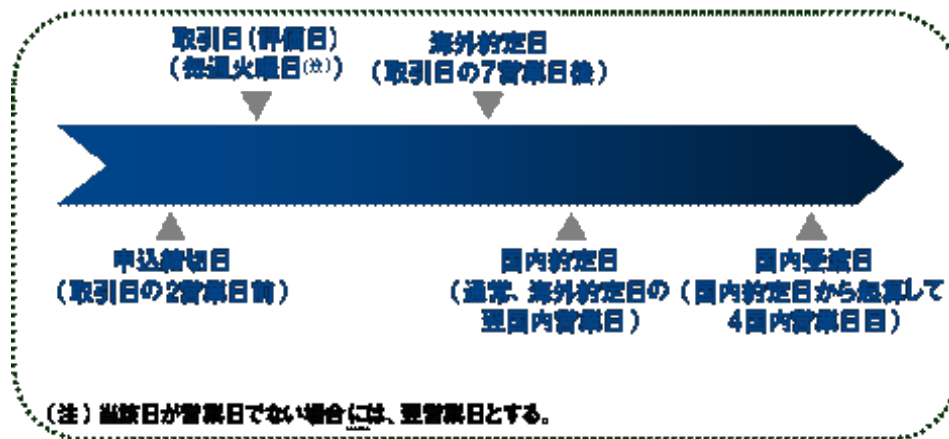 取引日(評価日)
(毎週火曜日(注))
海外約定日
(取引日の7営業日後)
申込締切日
(取引日の2営業日前)
国内約定日
(通常、海外約定日の
翌国内営業日)
国内受渡日
(国内約定日から起算して
4国内営業日目)
(注)当該日が営業日でない場合には、翌営業日とする。